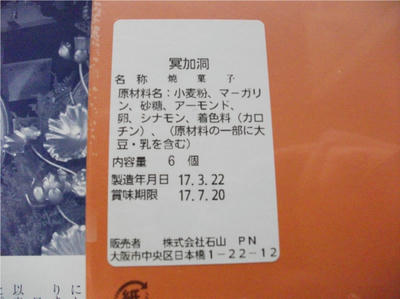 冥加洞
名称 焼菓子
原材料名:小麦粉、マーガリ
ン、砂糖、アーモンド、
卵、シナモン、着色料(カロ
チン)、(原材料の一部に大
豆・乳を含む)
内容量 6個
製造年月日 17.3.22
賞味期限 17.7.20
販売者 株式会社石山 PN
大阪市中央区日本橋1-22-12
紙